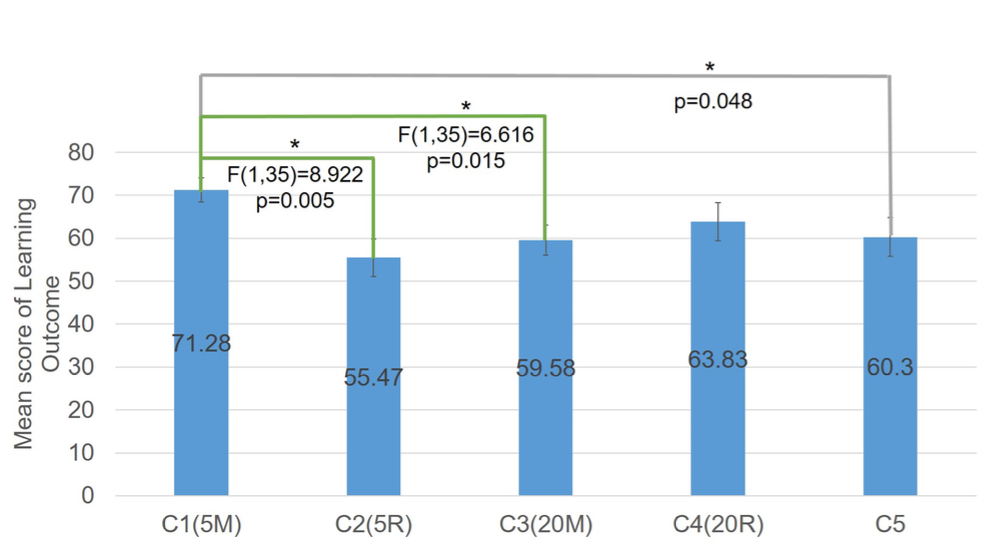 *
p=0.048
*
F(1,35)=6.616
p=0.015
*
F(1,35)=8.922
p=0.005
Mean score of Learning
Outcome
80
70
60
50
40
30
20
10
0
71.28
55.47
59.58
63.83
60.3
C1(5M) C2(5R) C3(20M) C4(20R) C5